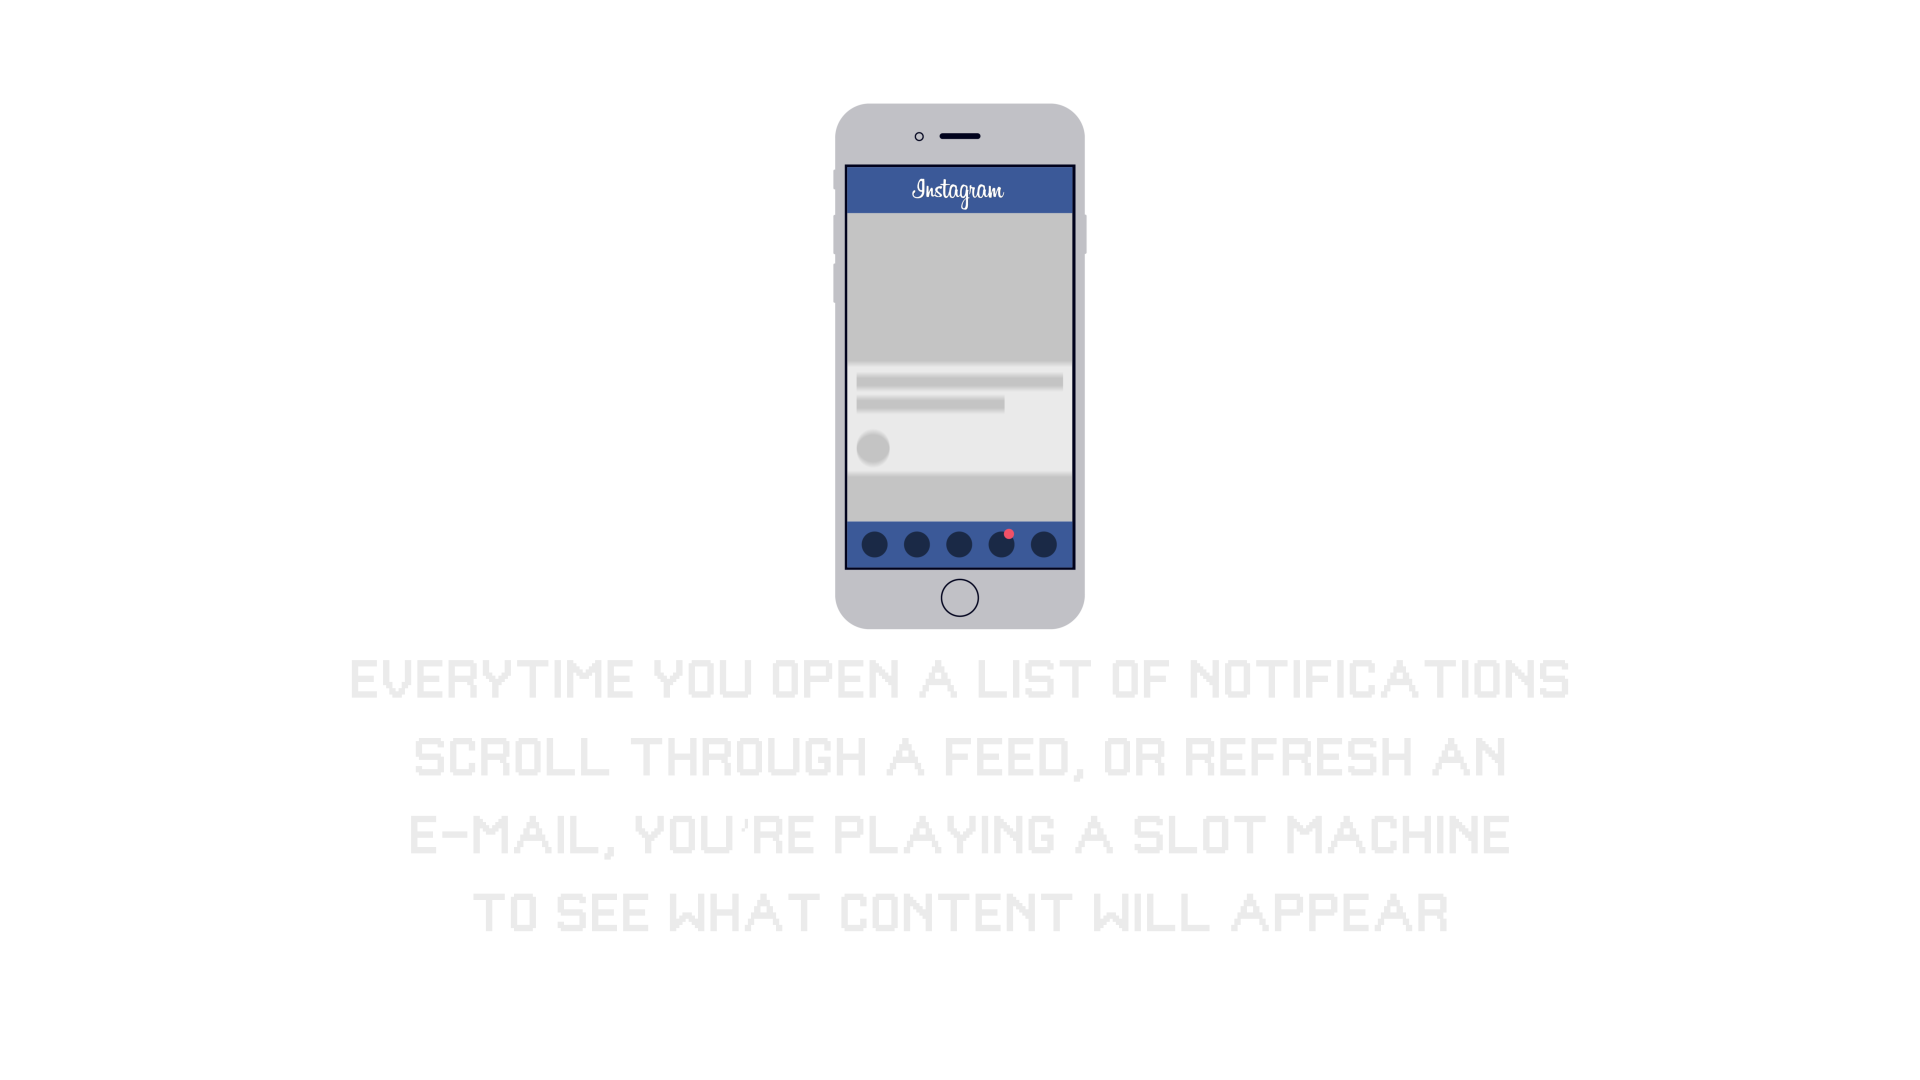 Instagram
EVERYTIME YOU OPEN A LIST OF NOTIFICATIONS
SCROLL THROUGH A FEED, OR REFRESH AN
E-MAIL, YOU'RE PLAYING A SLOT MACHINE
TO SEE WHAT CONTENT WILL APPEAR